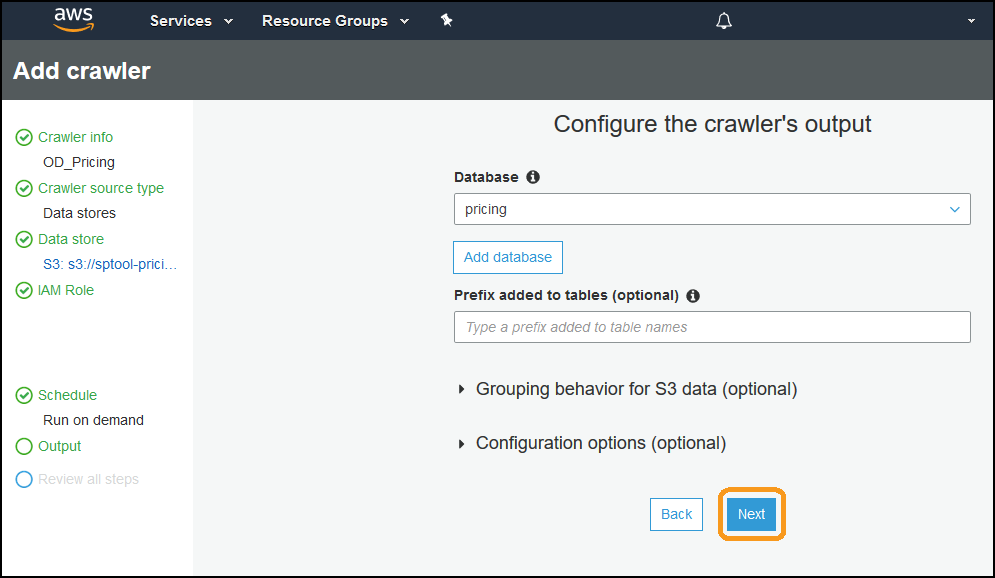 aws Services Resource Groups
Add crawler
Crawler info
OD_Pricing
Crawler source type
Data stores
Data store
S3: s3://sptool-prici…
IAM Role
Schedule
Run on demand
Output
Review all steps
Configure the crawler's output
Database
pricing
Add database
Prefix added to tables (optional)
Type a prefix added to table names
Grouping behavior for S3 data (optional)
Configuration options (optional)
Back Next